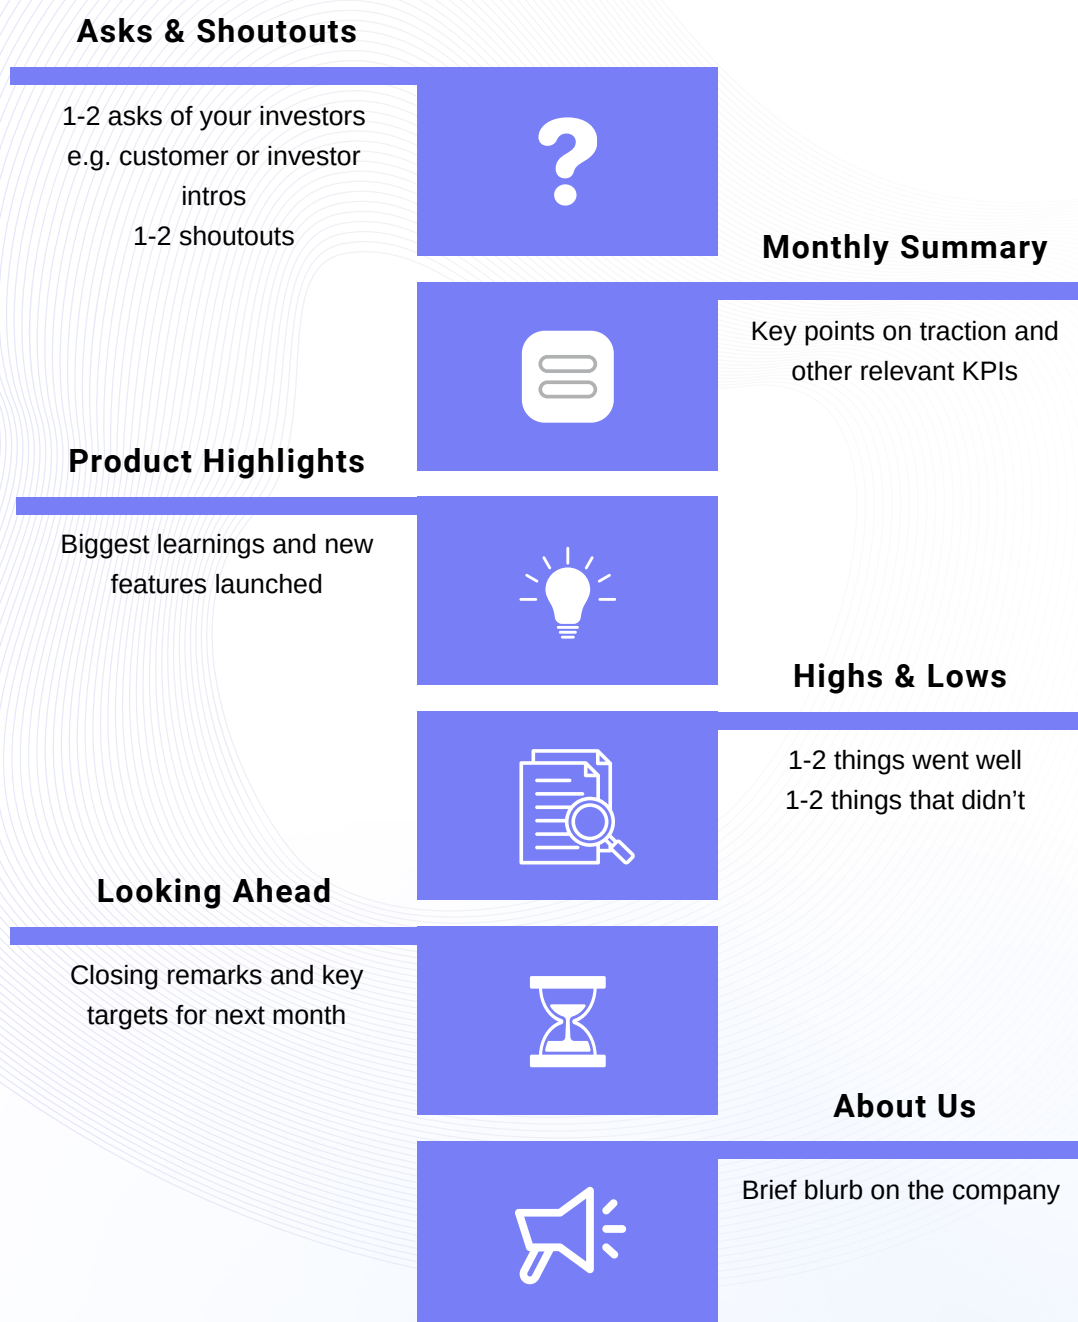 Asks & Shoutouts
1-2 asks of your investors
e.g. customer or investor
intros
1-2 shoutouts
Monthly Summary
Key points on traction and
other relevant KPIs
Product Highlights
Biggest learnings and new
features launched
Highs & Lows
1-2 things went well
1-2 things that didn’t
Looking Ahead
Closing remarks and key
targets for next month
About Us
Brief blurb on the company